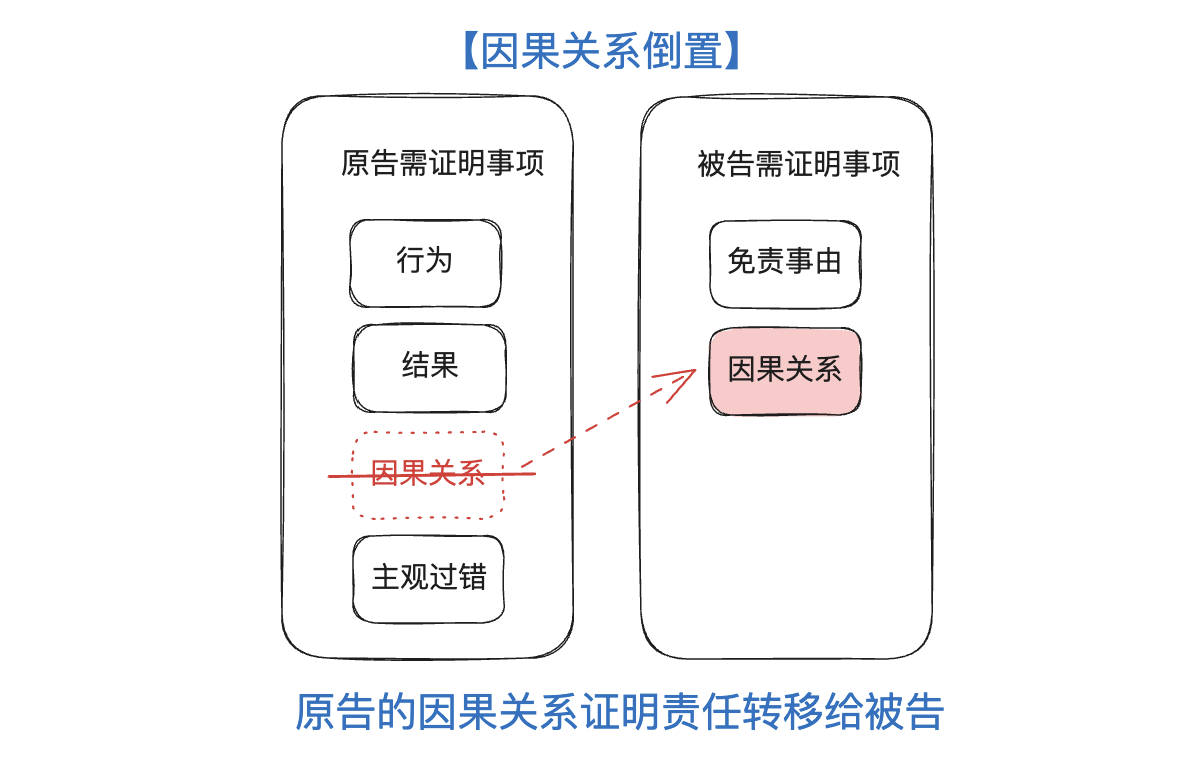 【因果关系倒置】
原告需证明事项
行为
结果
因果关系
主观过错
被告需证明事项
免责事由
因果关系
原告的因果关系证明责任转移给被告